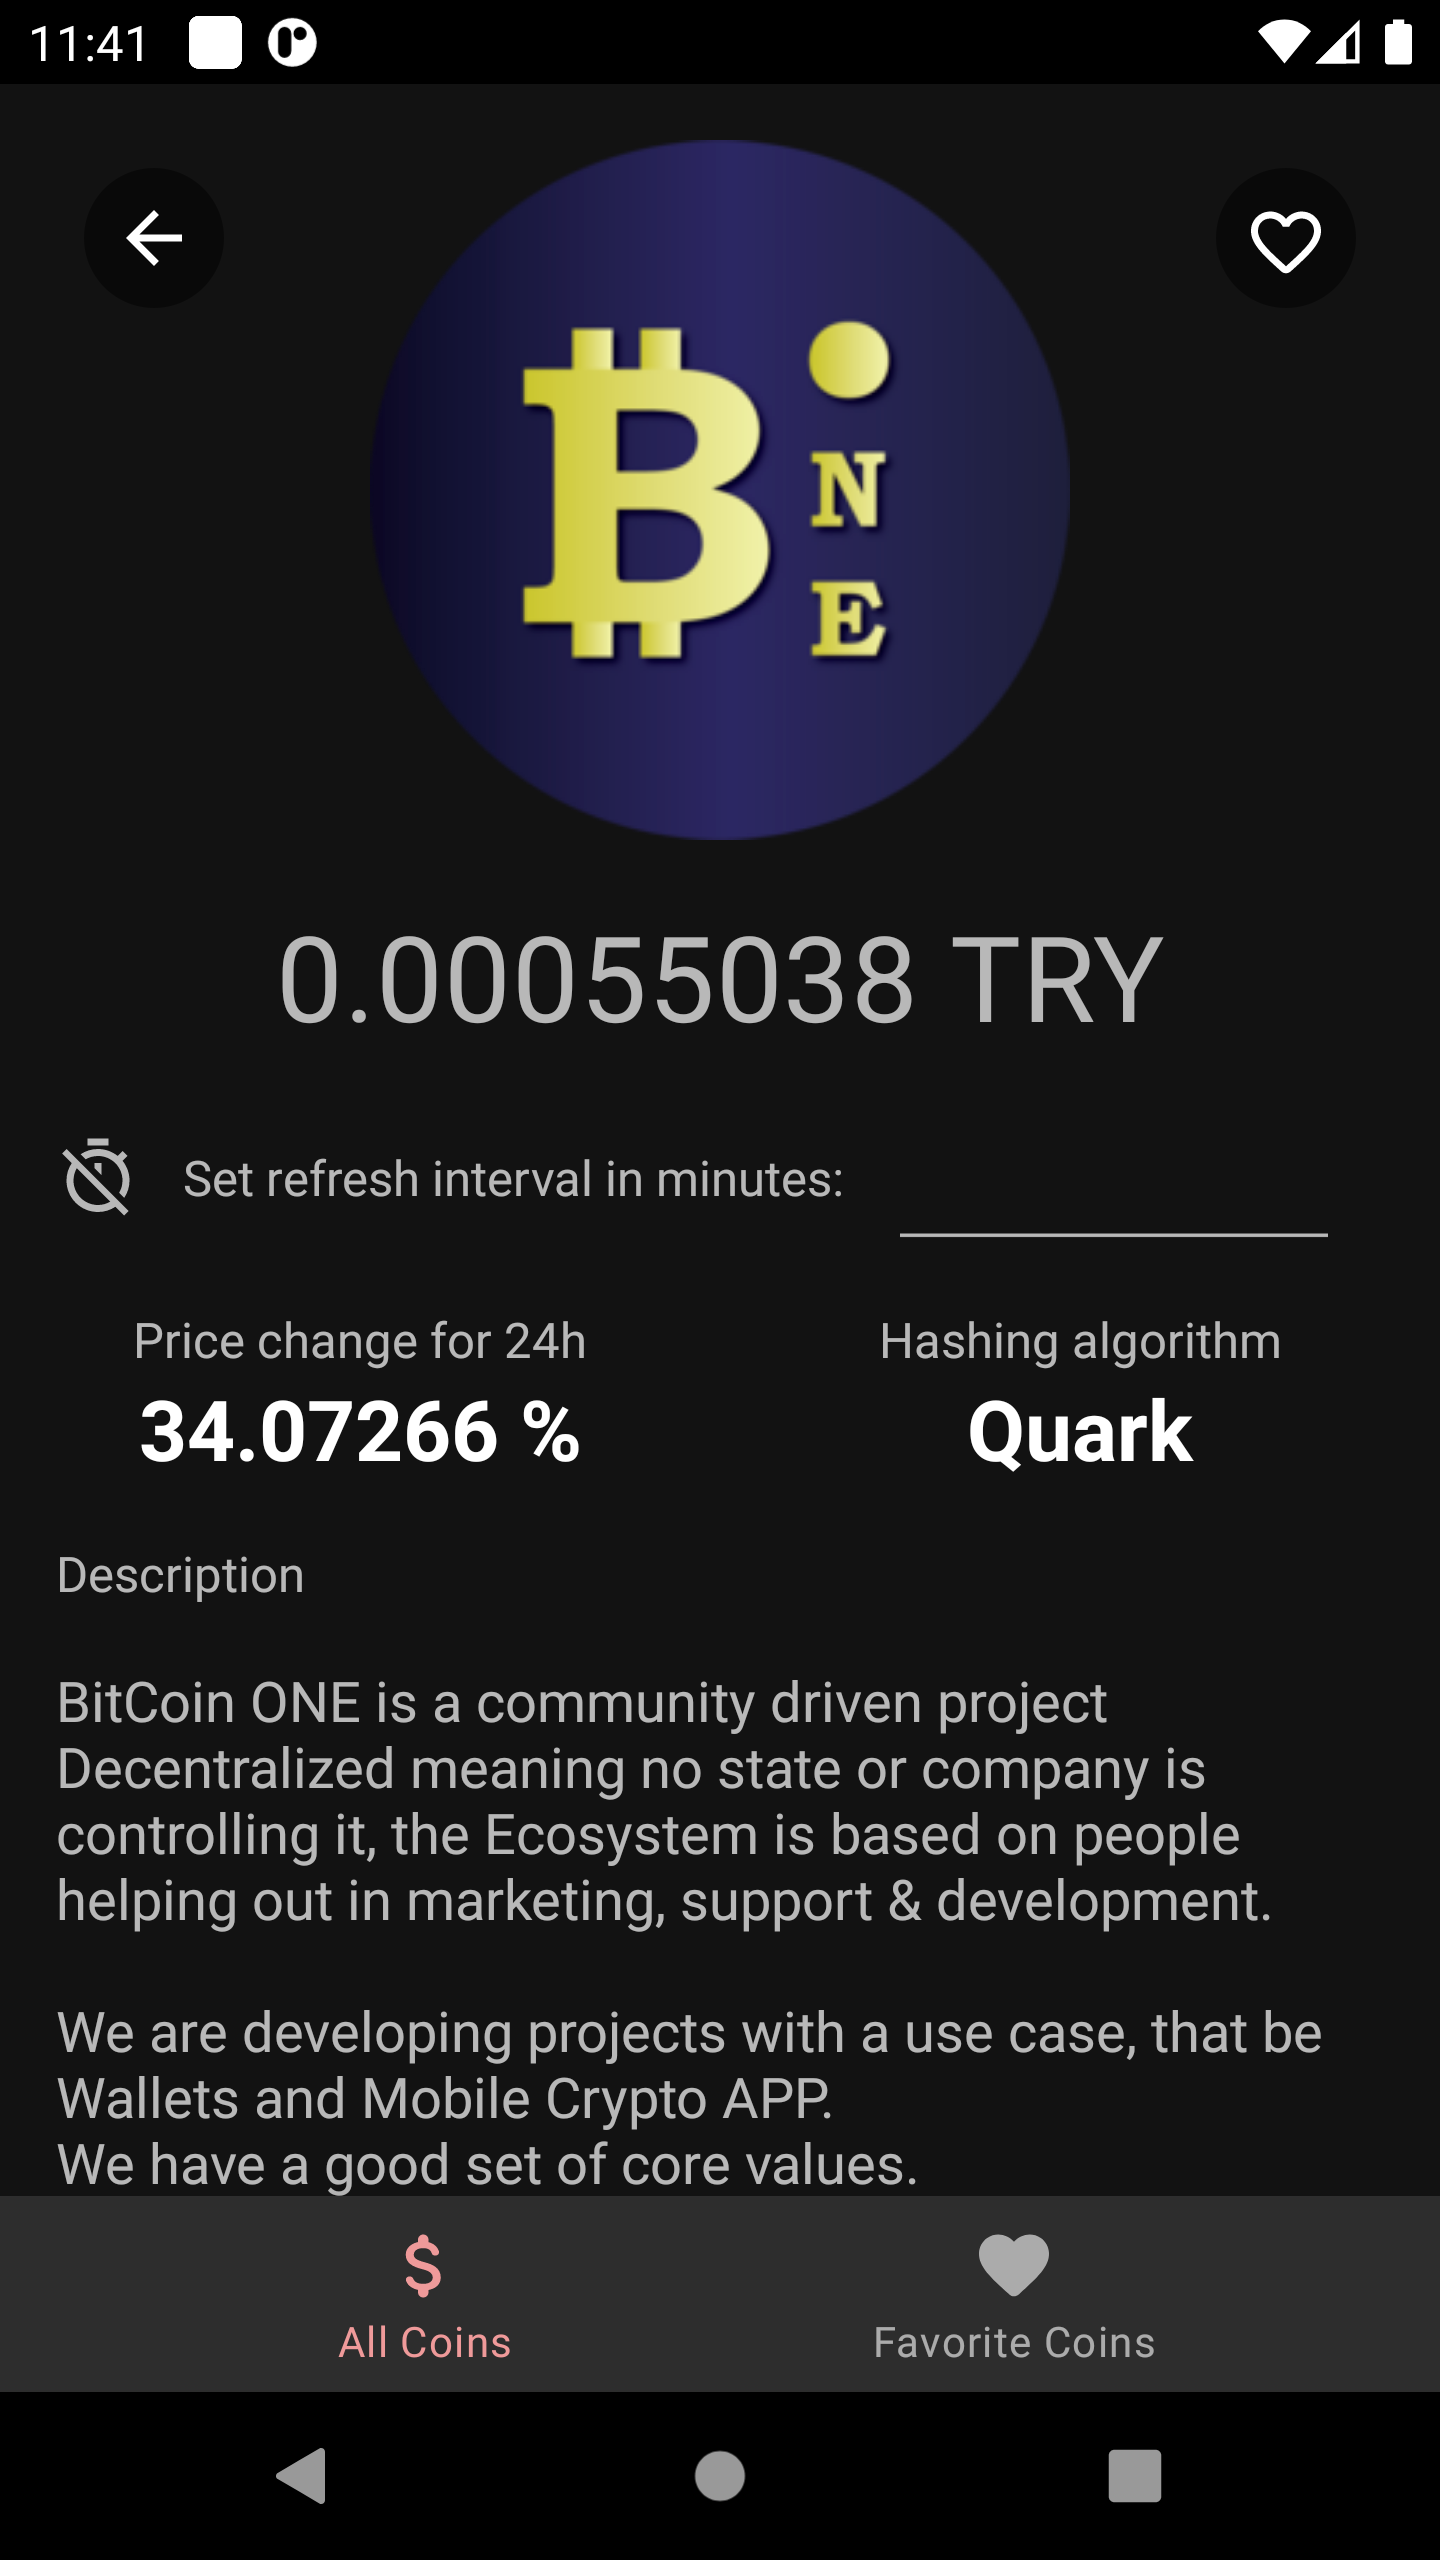 11:41
B
N
E
0.00055038 TRY
Set refresh interval in minutes:
Price change for 24h
Hashing algorithm
34.07266 %
Quark
Description
BitCoin ONE is a community driven project
Decentralized meaning no state or company is
controlling it, the Ecosystem is based on people
helping out in marketing, support & development.
We are developing projects with a use case, that be
Wallets and Mobile Crypto APP.
We have a good set of core values.
All Coins
Favorite Coins